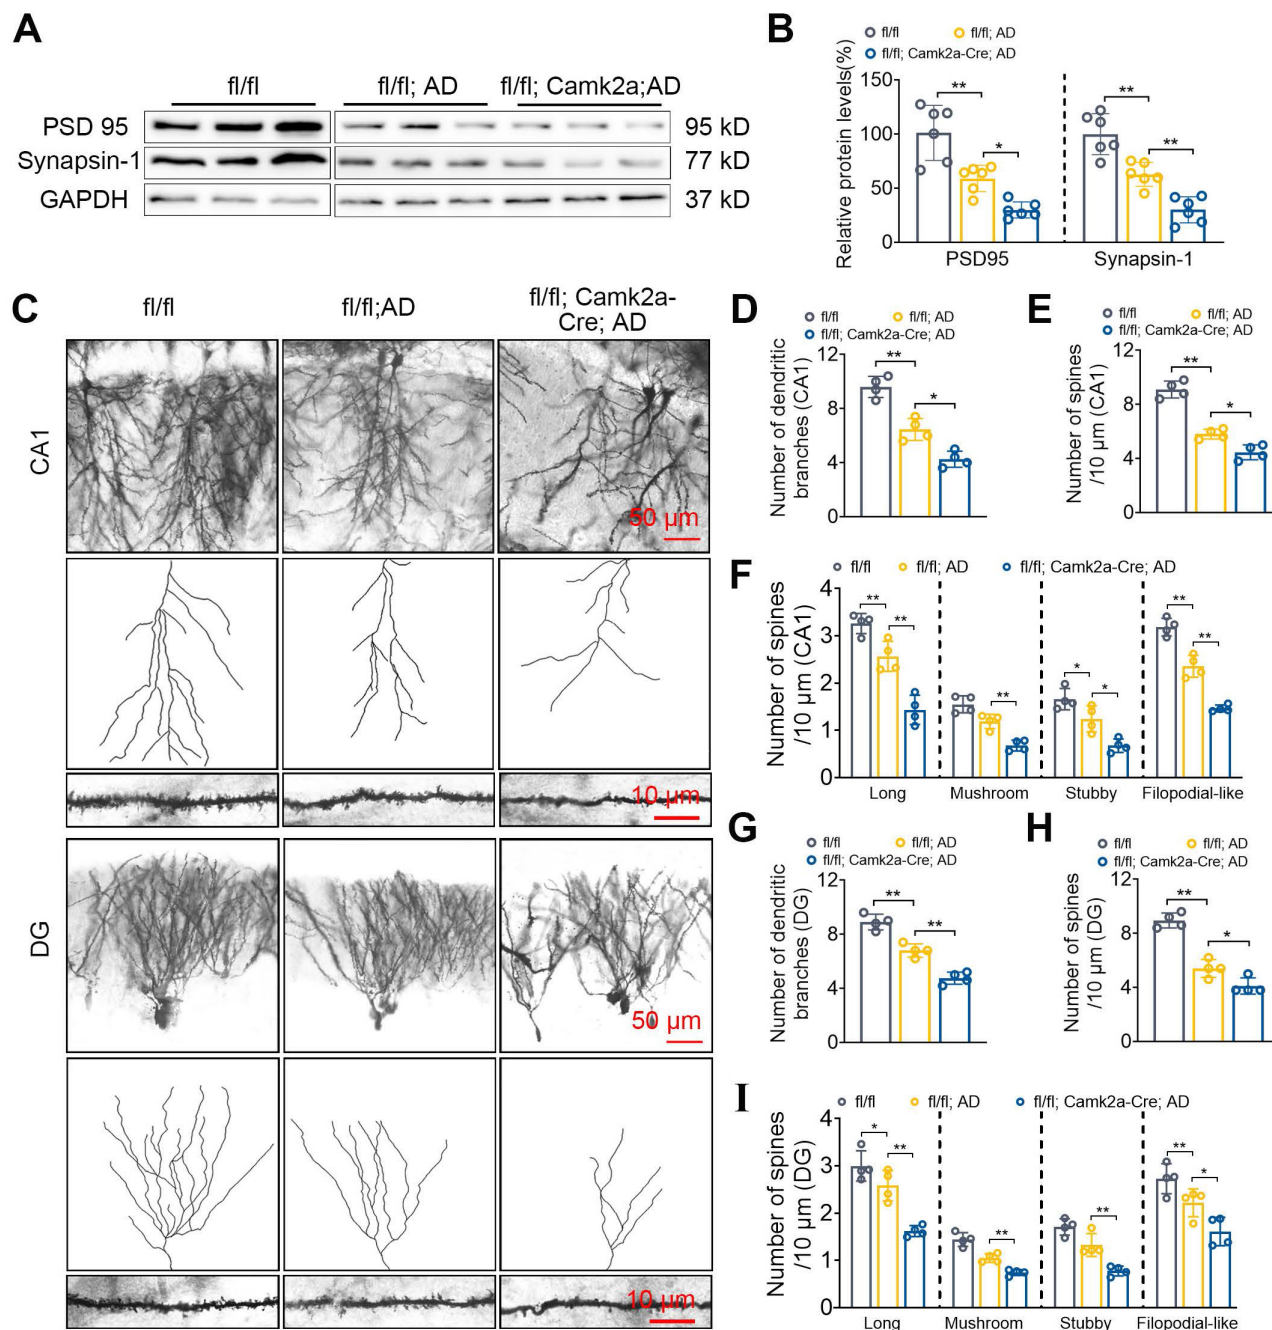 A
fl/fl
fl/fl; AD
fl/fl; Camk2a;AD
PSD 95
95 kD
Synapsin-1
77 kD
GAPDH
37 kD
B
fl/fl
fl/fl; AD
fl/fl; Camk2a-Cre; AD
Relative protein levels(%)
150
100
50
0
**
*
**
**
PSD95
Synapsin-1
C
fl/fl
fl/fl;AD
fl/fl; Camk2a-
Cre; AD
CA1
50 µm
10 µm
DG
50 µm
10 µm
D
fl/fl
fl/fl; AD
fl/fl; Camk2a-Cre; AD
Number of dendritic
branches (CA1)
12
8
4
0
**
*
E
fl/fl
fl/fl; AD
fl/fl; Camk2a-Cre; AD
Number of spines
/10 µm (CA1)
12
8
4
0
**
*
F
fl/fl
fl/fl; AD
fl/fl; Camk2a-Cre; AD
Number of spines
/10 µm (CA1)
4
3
2
1
0
**
**
**
*
*
**
**
Long
Mushroom
Stubby
Filopodial-like
G
fl/fl
fl/fl; AD
fl/fl; Camk2a-Cre; AD
Number of dendritic
branches (DG)
12
8
4
0
**
**
H
fl/fl
fl/fl; AD
fl/fl; Camk2a-Cre; AD
Number of spines
/10 µm (DG)
12
8
4
0
**
*
I
fl/fl
fl/fl; AD
fl/fl; Camk2a-Cre; AD
Number of spines
/10 µm (DG)
4
3
2
1
0
*
**
**
**
**
*
Long
Mushroom
Stubby
Filopodial-like